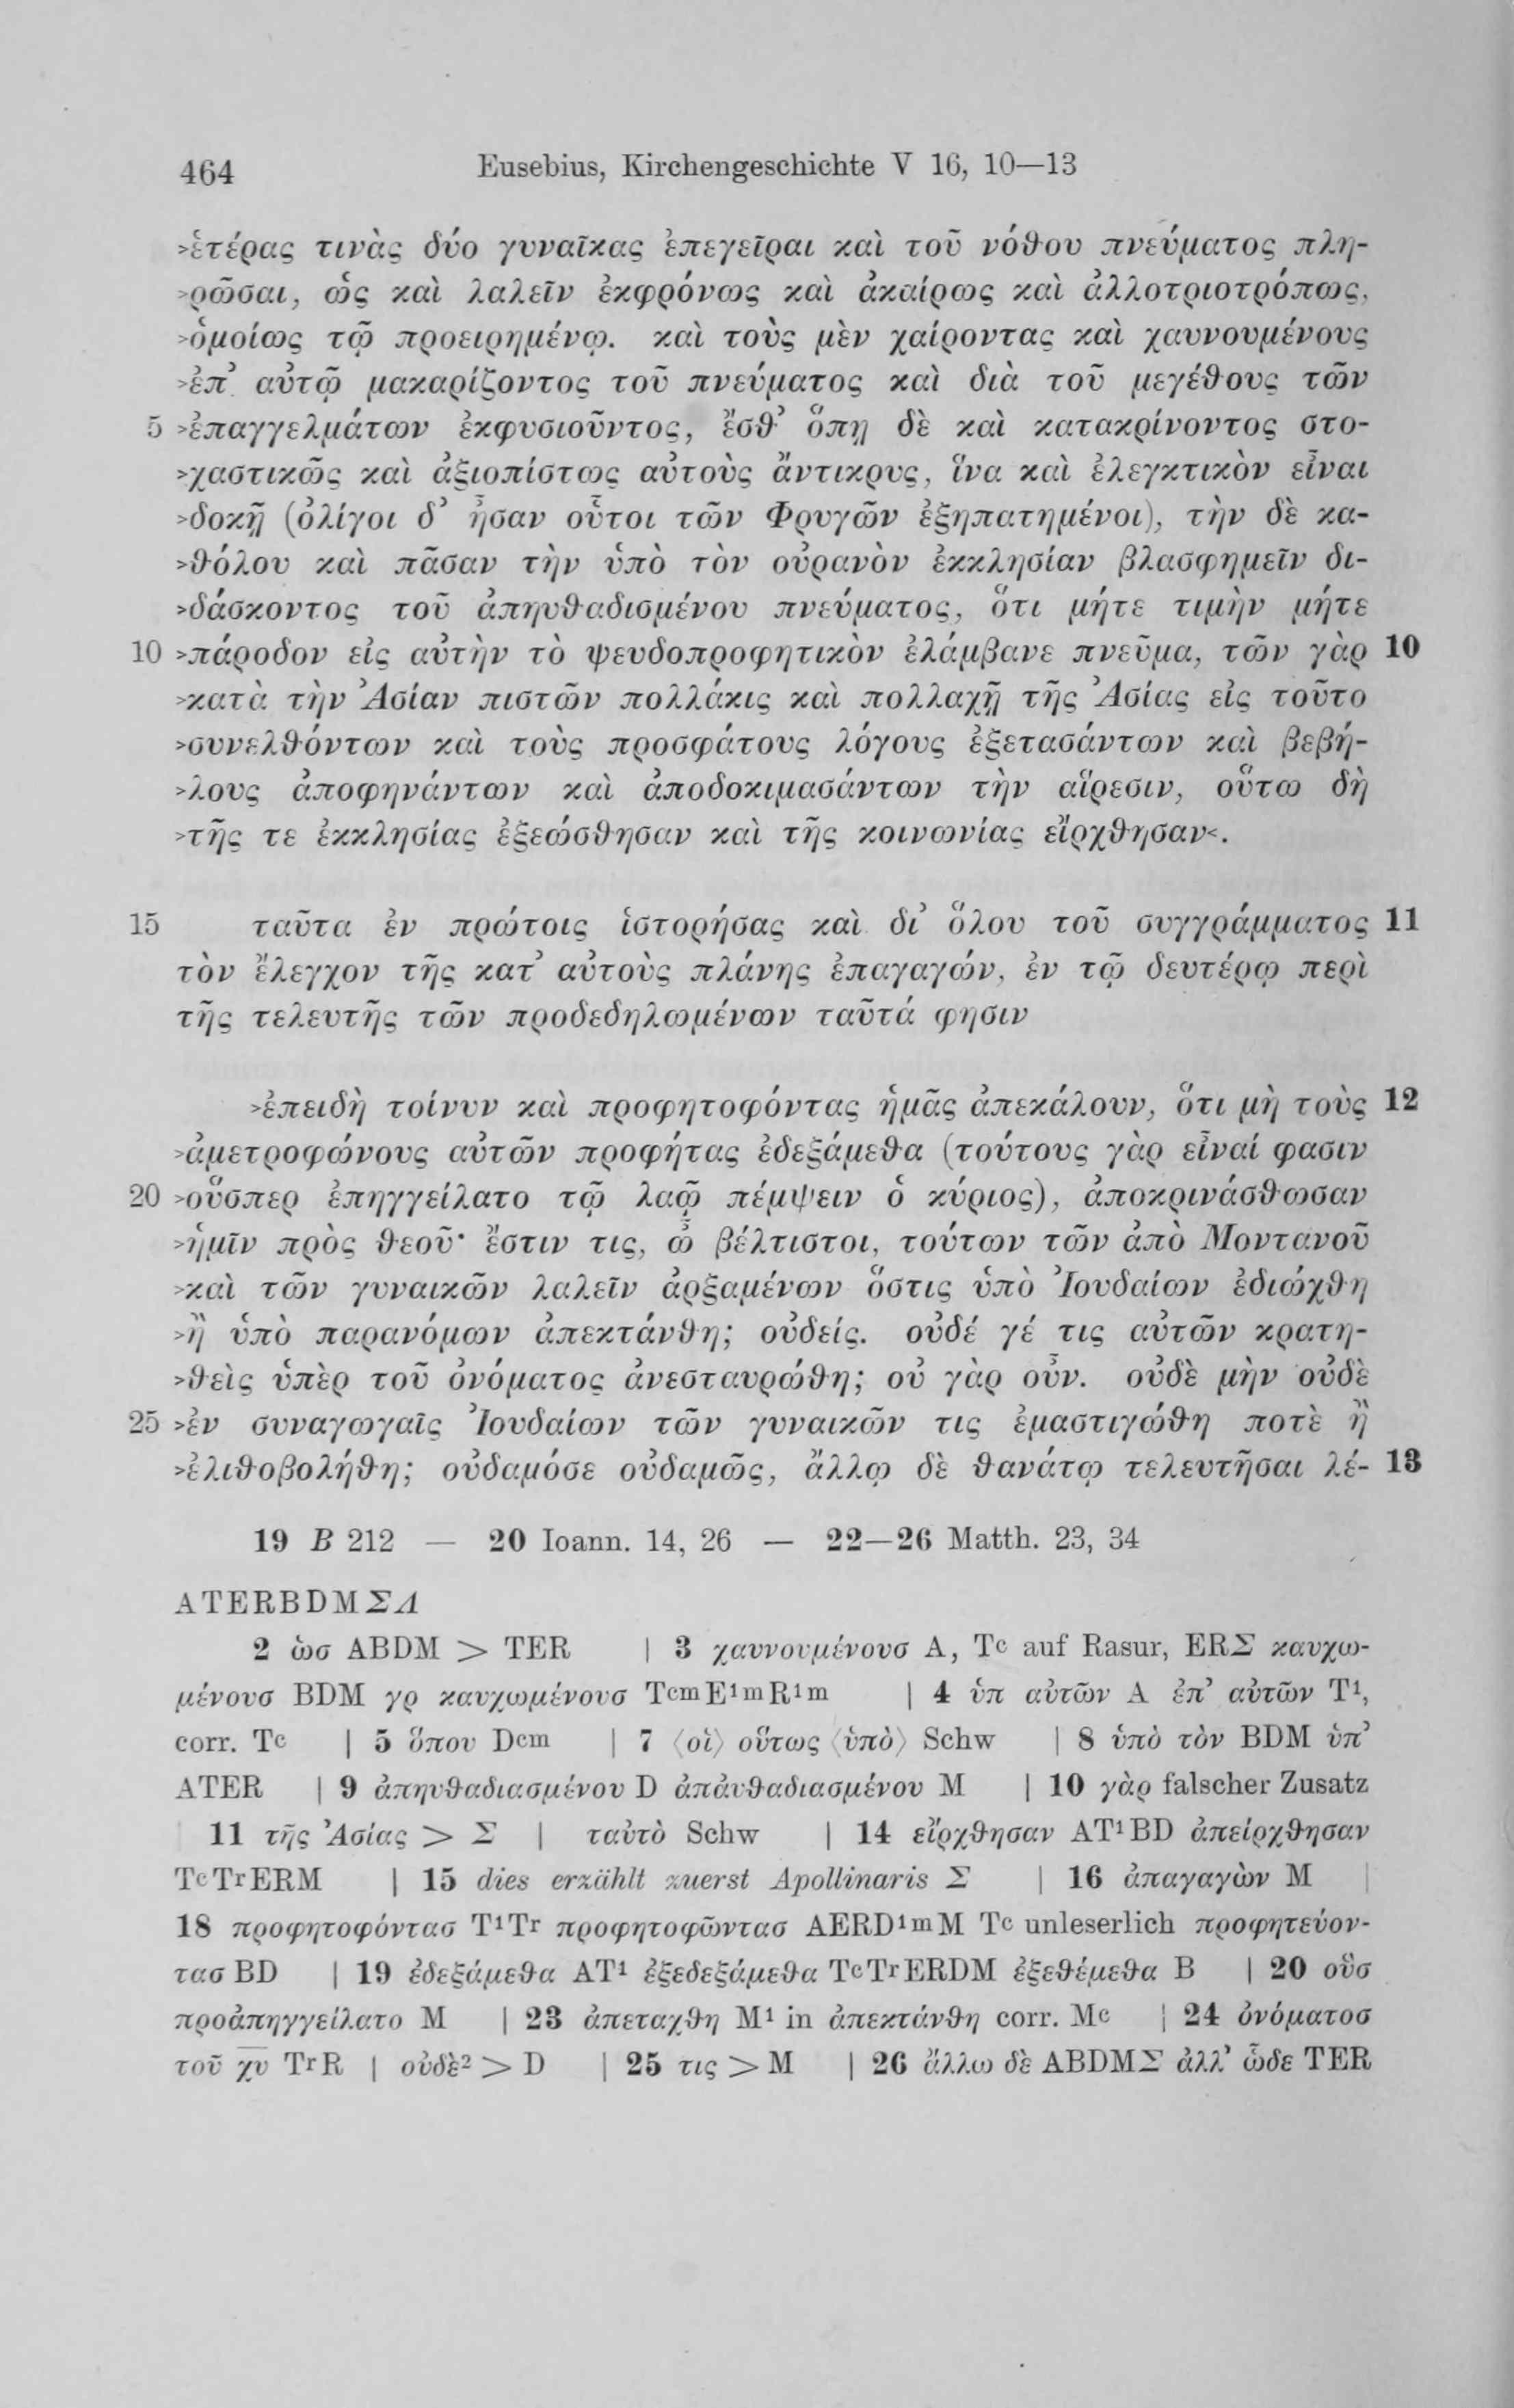 464 Eusebius, Kirchengeschichte V 16, 10—13
>ἑτέρας τινὰς δύο γυναῖκας ἐπεγεῖραι καὶ τοῦ νόθου πνεύματος πλη-
>ρῶσαι, ὡς καὶ λαλεῖν ἐκφρόνως καὶ ἀκαίρως καὶ ἀλλοτριοτρόπως,
>ὁμοίως τῷ προειρημένῳ. καὶ τοὺς μὲν χαίροντας καὶ χαυνουμένους
>ἐπ’ αὐτῷ μακαρίζοντος τοῦ πνεύματος καὶ διὰ τοῦ μεγέθους τῶν
5 >ἐπαγγελμάτων ἐκφυσιοῦντος, ἔσθ’ ὅπῃ δὲ καὶ κατακρίνοντος στο-
>χαστικῶς καὶ ἀξιοπίστως αὐτοὺς ἄντικρυς, ἵνα καὶ ἐλεγκτικὸν εἶναι
>δοκῇ (ὀλίγοι δ’ ἦσαν οὗτοι τῶν Φρυγῶν ἐξηπατημένοι), τὴν δὲ κα-
>θόλου καὶ πᾶσαν τὴν ὑπὸ τὸν οὐρανὸν ἐκκλησίαν βλασφημεῖν δι-
>δάσκοντος τοῦ ἀπηυθαδισμένου πνεύματος, ὅτι μήτε τιμὴν μήτε
10 >πάροδον εἰς αὐτὴν τὸ ψευδοπροφητικὸν ἐλάμβανε πνεῦμα, τῶν γὰρ 10
>κατὰ τὴν Ἀσίαν πιστῶν πολλάκις καὶ πολλαχῇ τῆς Ἀσίας εἰς τοῦτο
>συνελθόντων καὶ τοὺς προσφάτους λόγους ἐξετασάντων καὶ βεβή-
>λους ἀποφηνάντων καὶ ἀποδοκιμασάντων τὴν αἵρεσιν, οὕτω δὴ
>τῆς τε ἐκκλησίας ἐξεώσθησαν καὶ τῆς κοινωνίας εἴρχθησαν<.
15 ταῦτα ἐν πρώτοις ἱστορήσας καὶ δι’ ὅλου τοῦ συγγράμματος 11
τὸν ἔλεγχον τῆς κατ’ αὐτοὺς πλάνης ἐπαγαγών, ἐν τῷ δευτέρῳ περὶ
τῆς τελευτῆς τῶν προδεδηλωμένων ταῦτά φησιν
>ἐπειδὴ τοίνυν καὶ προφητοφόντας ἡμᾶς ἀπεκάλουν, ὅτι μὴ τοὺς 12
>ἀμετροφώνους αὐτῶν προφήτας ἐδεξάμεθα (τούτους γὰρ εἶναί φασιν
20 >οὕσπερ ἐπηγγείλατο τῷ λαῷ πέμψειν ὁ κύριος), ἀποκρινάσθωσαν
>ἡμῖν πρὸς θεοῦ· ἔστιν τις, ὦ βέλτιστοι, τούτων τῶν ἀπὸ Μοντανοῦ
>καὶ τῶν γυναικῶν λαλεῖν ἀρξαμένων ὅστις ὑπὸ Ἰουδαίων ἐδιώχθη
>ἢ ὑπὸ παρανόμων ἀπεκτάνθη; οὐδείς. οὐδέ γέ τις αὐτῶν κρατη-
>θεὶς ὑπὲρ τοῦ ὀνόματος ἀνεσταυρώθη; οὐ γὰρ οὖν. οὐδὲ μὴν οὐδὲ
25 >ἐν συναγωγαῖς Ἰουδαίων τῶν γυναικῶν τις ἐμαστιγώθη ποτὲ ἢ
>ἐλιθοβολήθη; οὐδαμόσε οὐδαμῶς, ἄλλῳ δὲ θανάτῳ τελευτῆσαι λέ- 13
19 B 212 — 20 Ioann. 14, 26 — 22—26 Matth. 23, 34
ATERBDMΣΛ
2 ὡσ ABDM > TER | 3 χαυνουμένουσ A, Tc auf Rasur, ERΣ καυχω-
μένουσ BDM γρ καυχωμένουσ TcmE1mR1m | 4 ὑπ αὐτῶν A ἐπ’ αὐτῶν T1,
corr. Tc | 5 ὅπου Dcm | 7 ⟨οἱ⟩ οὕτως ⟨ὑπὸ⟩ Schw | 8 ὑπὸ τὸν BDM ὑπ’
ATER | 9 ἀπηυθαδιασμένου D ἀπἀυθαδιασμένου M | 10 γὰρ falscher Zusatz
11 τῆς Ἀσίας > Σ | ταὐτὸ Schw | 14 εἴρχθησαν AT1BD ἀπείρχθησαν
TcTrERM | 15 dies erzählt zuerst Apollinaris Σ | 16 ἀπαγαγὼν M |
18 προφητοφόντασ T1Tr προφητοφῶντασ AERD1mM Tc unleserlich προφητεύον-
τασ BD | 19 ἐδεξάμεθα AT1 ἐξεδεξάμεθα TcTrERDM ἐξεθέμεθα B | 20 οὓσ
προἀπηγγείλατο M | 23 ἀπεταχθη M1 in ἀπεκτάνθη corr. Mc | 24 ὀνόματοσ
τοῦ χ̅υ̅ TrR | οὐδὲ2 > D | 25 τις > M | 26 ἄλλω δὲ ABDMΣ ἀλλ’ ὧδε TER